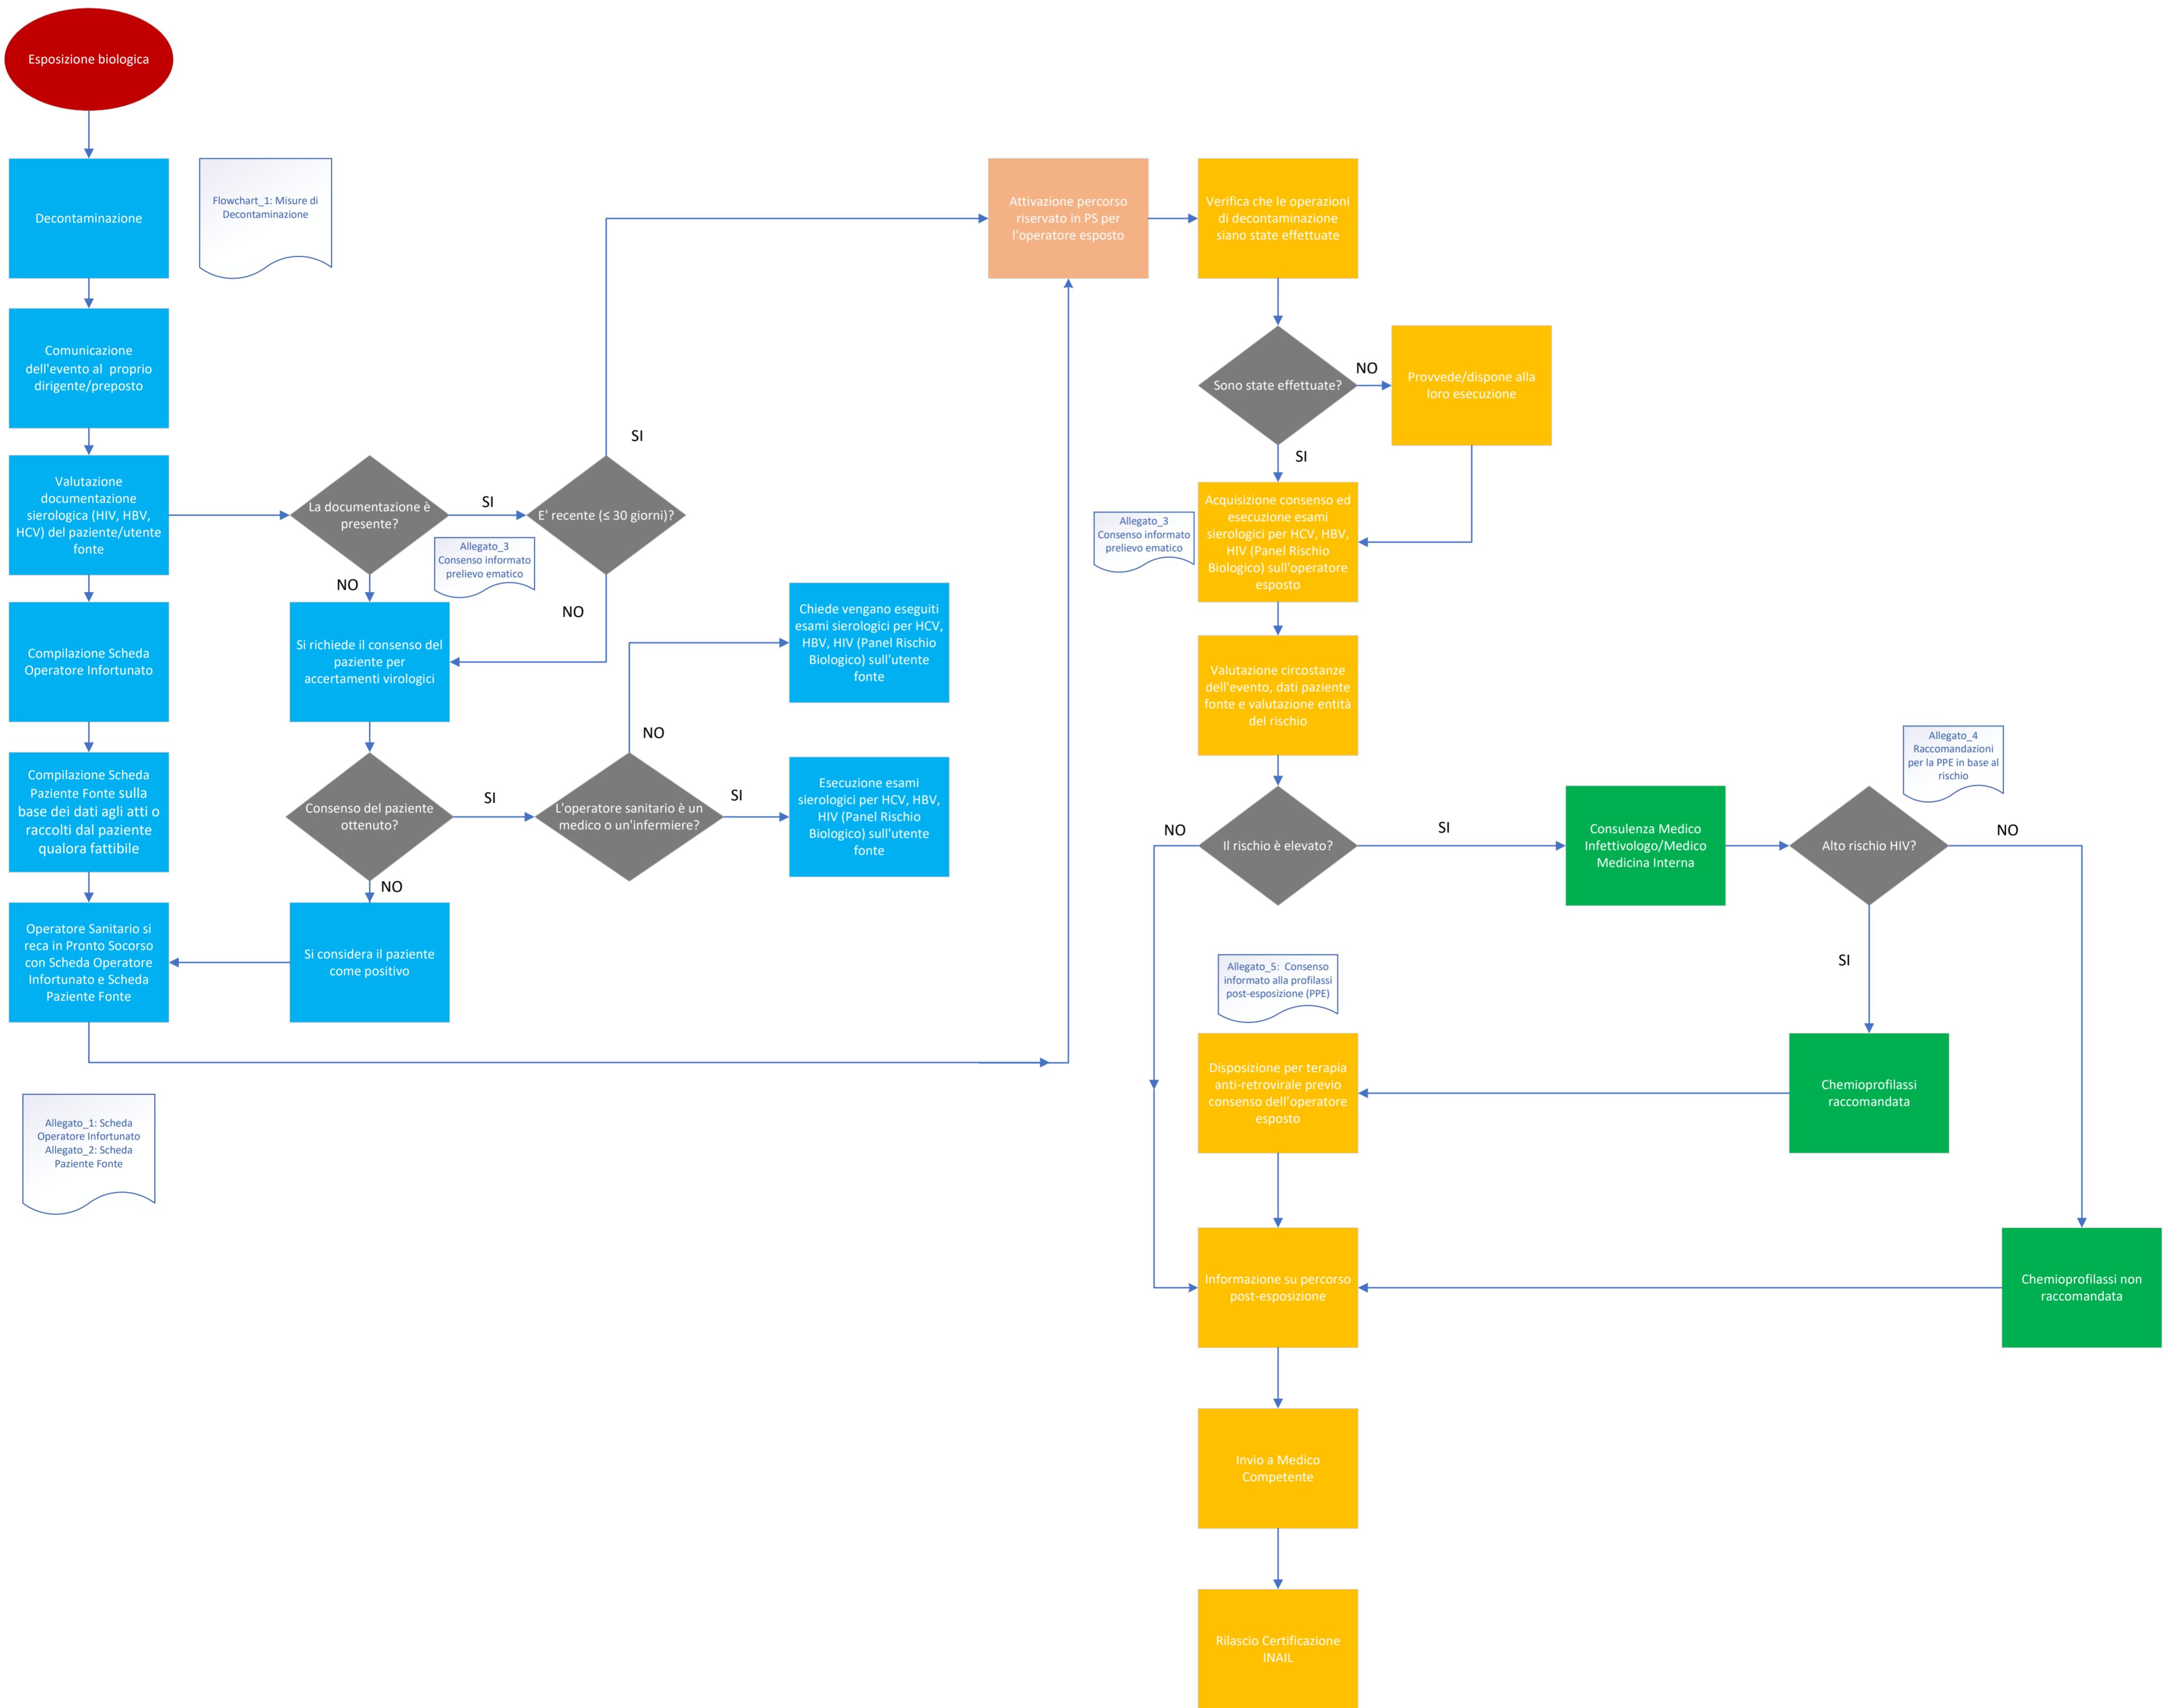 Esposizione biologica
Decontaminazione
Flowchart_1: Misure di
Decontaminazione
Comunicazione
dell'evento al proprio
dirigente/preposto
Valutazione
documentazione
sierologica (HIV, HBV,
HCV) del paziente/utente
fonte
La documentazione è
presente?
SI
NO
E' recente (≤ 30 giorni)?
SI
NO
Allegato_3
Consenso informato
prelievo ematico
Compilazione Scheda
Operatore Infortunato
Si richiede il consenso del
paziente per
accertamenti virologici
Chiede vengano eseguiti
esami sierologici per HCV,
HBV, HIV (Panel Rischio
Biologico) sull'utente
fonte
Compilazione Scheda
Paziente Fonte sulla
base dei dati agli atti o
raccolti dal paziente
qualora fattibile
Consenso del paziente
ottenuto?
SI
NO
L'operatore sanitario è un
medico o un'infermiere?
NO
SI
Esecuzione esami
sierologici per HCV, HBV,
HIV (Panel Rischio
Biologico) sull'utente
fonte
Operatore Sanitario si
reca in Pronto Soccorso
con Scheda Operatore
Infortunato e Scheda
Paziente Fonte
Si considera il paziente
come positivo
Allegato_1: Scheda
Operatore Infortunato
Allegato_2: Scheda
Paziente Fonte
Attivazione percorso
riservato in PS per
l'operatore esposto
Verifica che le operazioni
di decontaminazione
siano state effettuate
Sono state effettuate?
NO
SI
Provvede/dispone alla
loro esecuzione
Allegato_3
Consenso informato
prelievo ematico
Acquisizione consenso ed
esecuzione esami
sierologici per HCV, HBV,
HIV (Panel Rischio
Biologico) sull'operatore
esposto
Valutazione circostanze
dell'evento, dati paziente
fonte e valutazione entità
del rischio
Il rischio è elevato?
NO
SI
Consulenza Medico
Infettivologo/Medico
Medicina Interna
Allegato_4
Raccomandazioni
per la PPE in base al
rischio
Alto rischio HIV?
NO
SI
Allegato_5: Consenso
informato alla profilassi
post-esposizione (PPE)
Disposizione per terapia
anti-retrovirale previo
consenso dell'operatore
esposto
Chemioprofilassi
raccomandata
Informazione su percorso
post-esposizione
Chemioprofilassi non
raccomandata
Invio a Medico
Competente
Rilascio Certificazione
INAIL